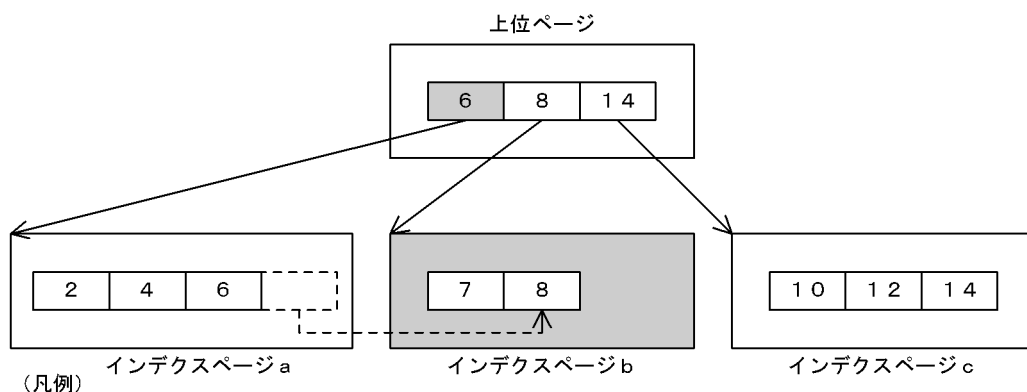 上位ページ
6 8 14
2 4 6
7 8
10 12 14
インデクスページa
インデクスページb
インデクスページc
(凡例)